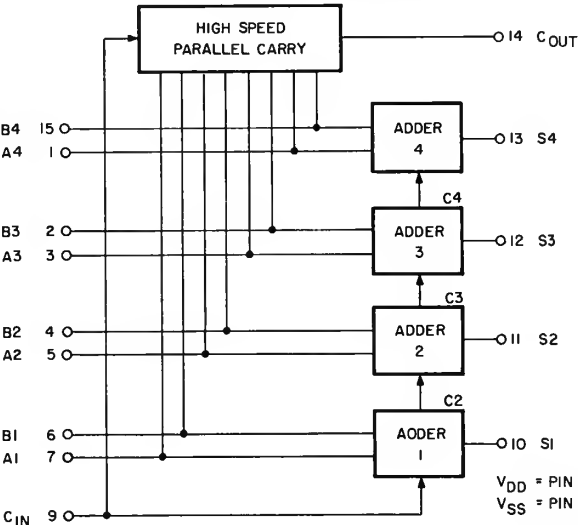 HIGH SPEED
PARALLEL CARRY
14 COUT
B4 15
A4 1
ADDER
4
13 S4
C4
B3 2
A3 3
ADDER
3
12 S3
C3
B2 4
A2 5
ADDER
2
11 S2
C2
B1 6
A1 7
AODER
1
10 S1
VDD = PIN
VSS = PIN
CIN 9